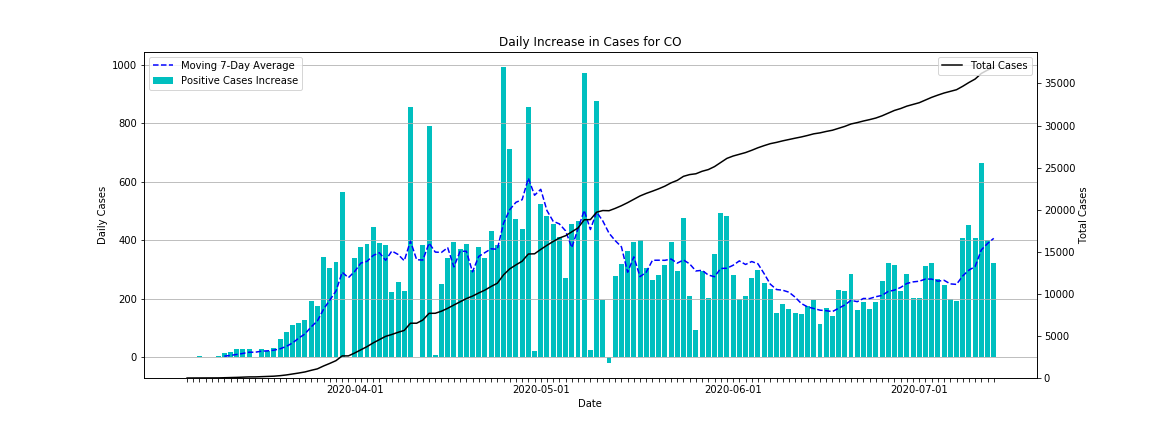 Daily Increase in Cases for CO
Moving 7-Day Average
Positive Cases Increase
Total Cases
1000
800
600
400
200
0
Daily Cases
35000
30000
25000
20000
15000
10000
5000
0
Total Cases
2020-04-01
2020-05-01
2020-06-01
2020-07-01
Date